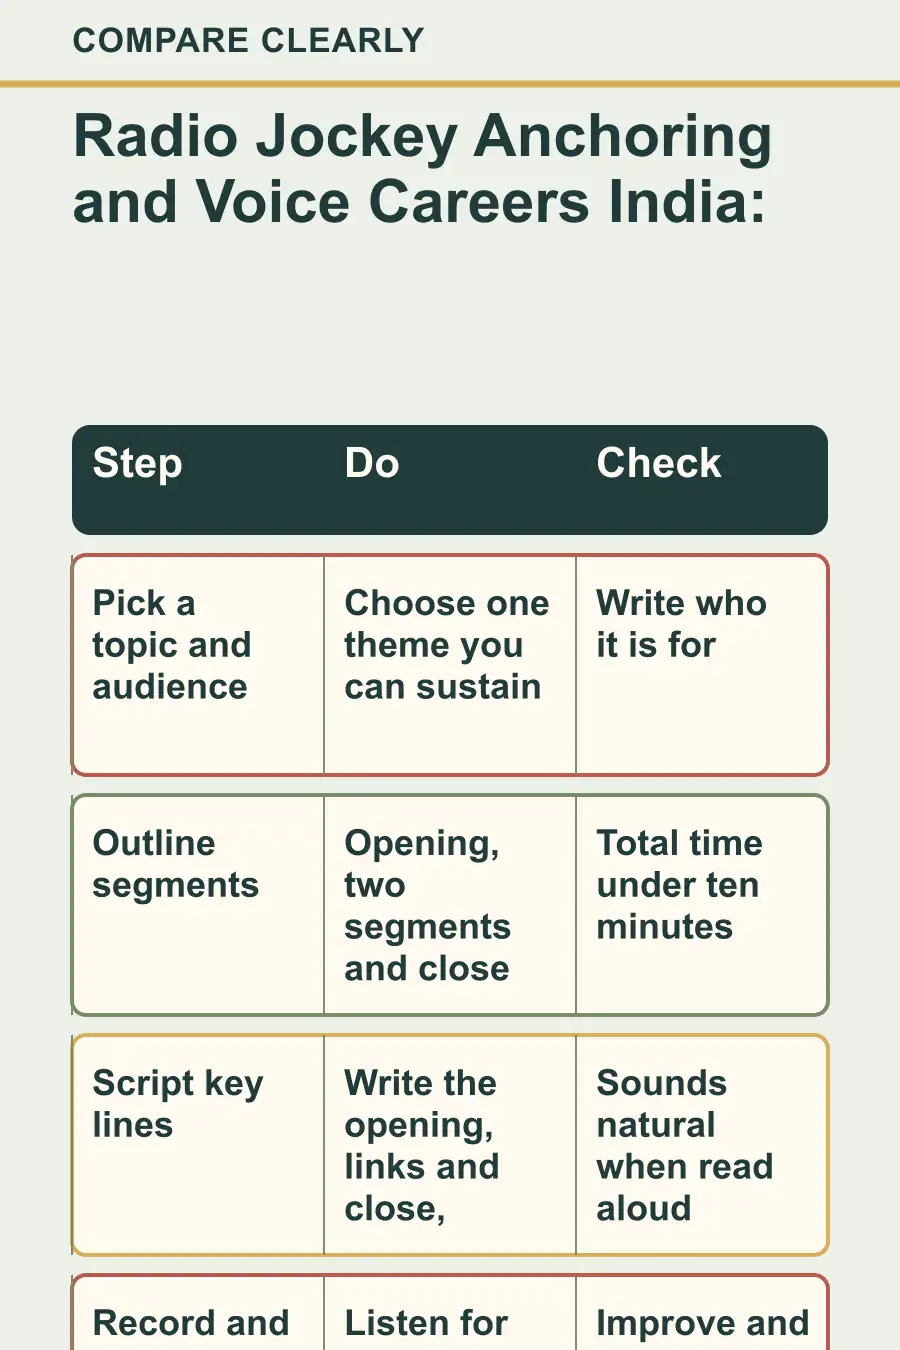 COMPARE CLEARLY
Radio Jockey Anchoring
and Voice Careers India:
Step
Do
Check
Pick a
topic and
audience
Choose one
theme you
can sustain
Write who
it is for
Outline
segments
Opening,
two
segments
and close
Total time
under ten
minutes
Script key
lines
Write the
opening,
links and
close,
Sounds
natural
when read
aloud
Record and
Listen for
Improve and